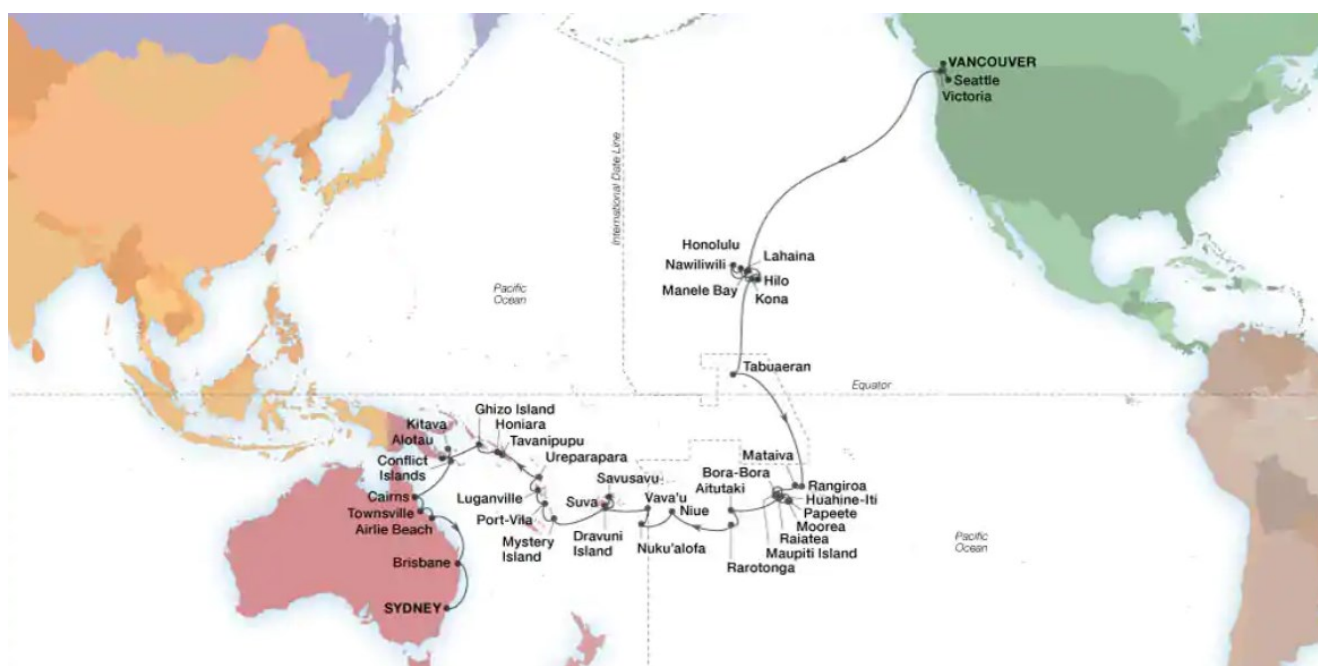 VANCOUVER
Seattle
Victoria
International Date Line
Honolulu
Lahaina
Nawiliwili
Hilo
Manele Bay
Kona
Pacific
Ocean
Tabuaeran
Equator
Ghizo Island
Kitava
Honiara
Alotau
Tavanipupu
Conflict
Islands
Ureparapara
Mataiva
Savusavu
Bora-Bora
Rangiroa
Aitutaki
Huahine-Iti
Cairns
Luganville
Suva
Vava'u
Niue
Papeete
Townsville
Port-Vila
Moorea
Airlie Beach
Mystery
Island
Dravuni
Island
Nuku'alofa
Raiatea
Maupiti Island
Rarotonga
Pacific
Ocean
Brisbane
SYDNEY